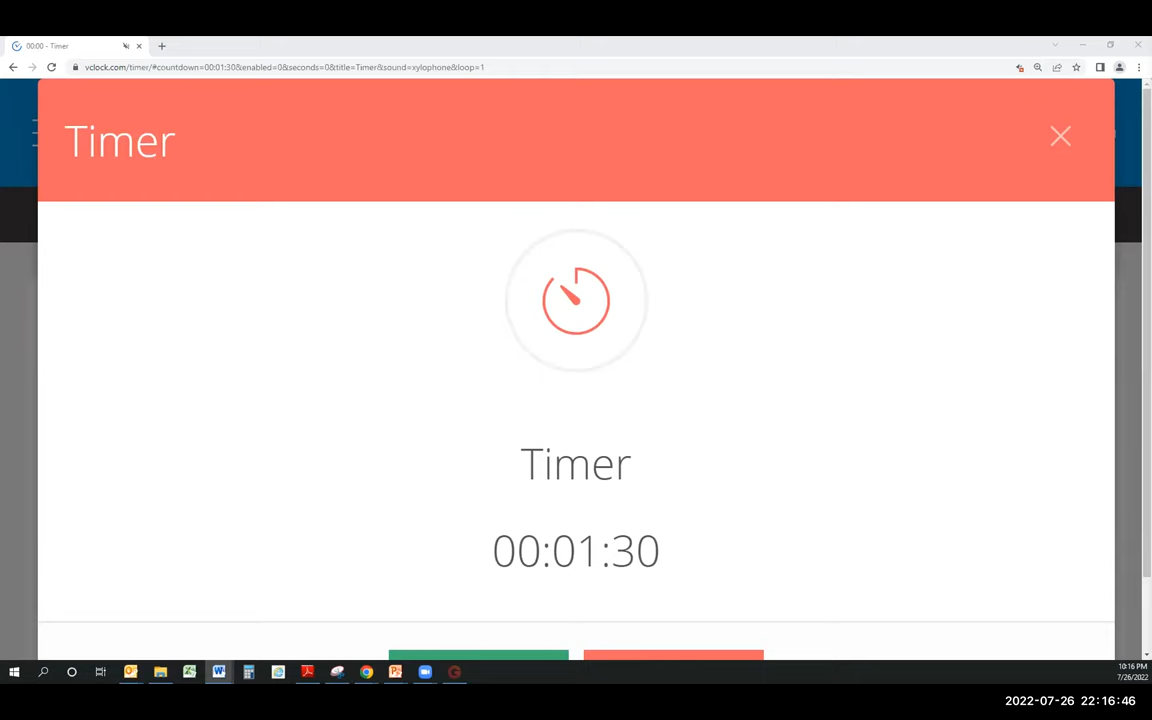 00:00 - Timer
vclock.com/timer/#countdown=00:01:30&enabled=0&seconds=0&title=Timer&sound=xylophone&loop=1
Timer
Timer
00:01:30
10:16 PM
7/26/2022
2022-07-26 22:16:46